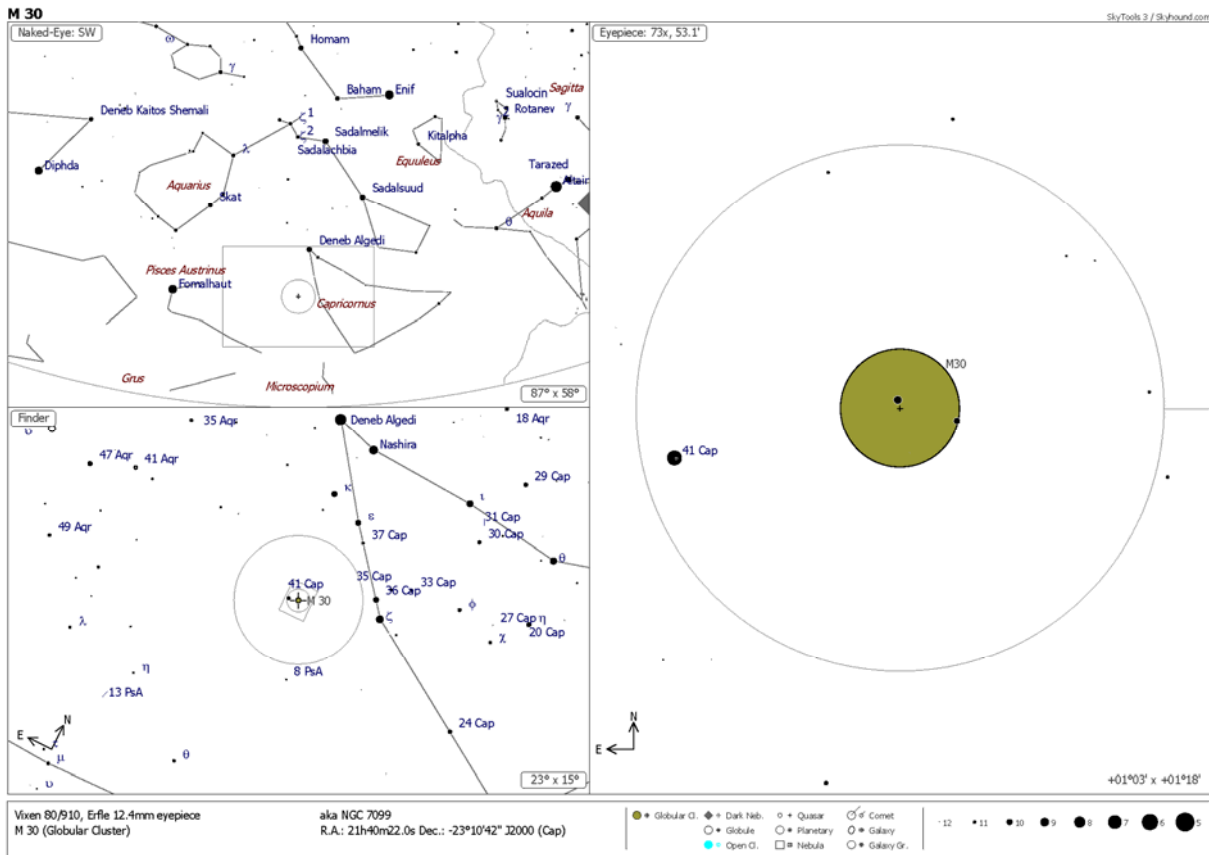 M 30
SkyTools 3 / Skyhound.com
Naked-Eye: SW
ω
Homam
γ
Baham Enif
Sagitta
Sualocin
γ
Deneb Kaitos Shemali
ζ1
Rotanev
γ2
ζ2
Sadalmelik
Kitalpha
Sadalachbia
λ
Equuleus
Tarazed
Diphda
Altair
Aquarius
Sadalsuud
Skat
Aquila
θ
Deneb Algedi
Pisces Austrinus
Fomalhaut
Capricornus
Grus
Microscopium
87° x 58°
Finder
35 Aqr
Deneb Algedi
18 Aqr
υ
Nashira
47 Aqr
41 Aqr
29 Cap
κ
ι
ε
31 Cap
49 Aqr
37 Cap
30 Cap
θ
35 Cap
41 Cap
36 Cap
33 Cap
M 30
ϕ
ζ
27 Cap η
λ
20 Cap
χ
η
8 PsA
13 PsA
N
24 Cap
E
θ
μ
υ
23° x 15°
Eyepiece: 73x, 53.1'
M30
41 Cap
N
E
+01°03' x +01°18'
Vixen 80/910, Erfle 12.4mm eyepiece
M 30 (Globular Cluster)
aka NGC 7099
R.A.: 21h40m22.0s Dec.: -23°10'42" J2000 (Cap)
Globular Cl. Dark Neb. Quasar Comet
Globule Planetary Galaxy
Open Cl. Nebula Galaxy Gr.
12 11 10 9 8 7 6 5